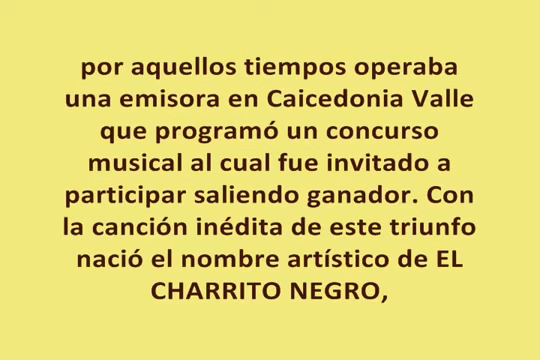 por aquellos tiempos operaba
una emisora en Caicedonia Valle
que programó un concurso
musical al cual fue invitado a
participar saliendo ganador. Con
la canción inédita de este triunfo
nació el nombre artístico de EL
CHARRITO NEGRO,